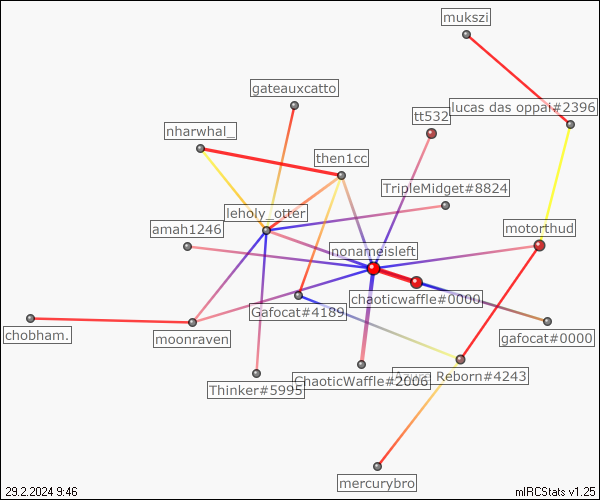 mukszi
gateauxcatto
lucas das oppai#2396
tt532
nharwhal_
then1cc
TripleMidget#8824
leholy_otter
amah1246
motorthud
nonameisleft
chaoticwaffle#0000
Gafocat#4189
chobham.
moonraven
gafocat#0000
ChaoticWaffle#2006
Reborn#4243
Thinker#5995
mercurybro
29.2.2024 9:46
mIRCStats v1.25